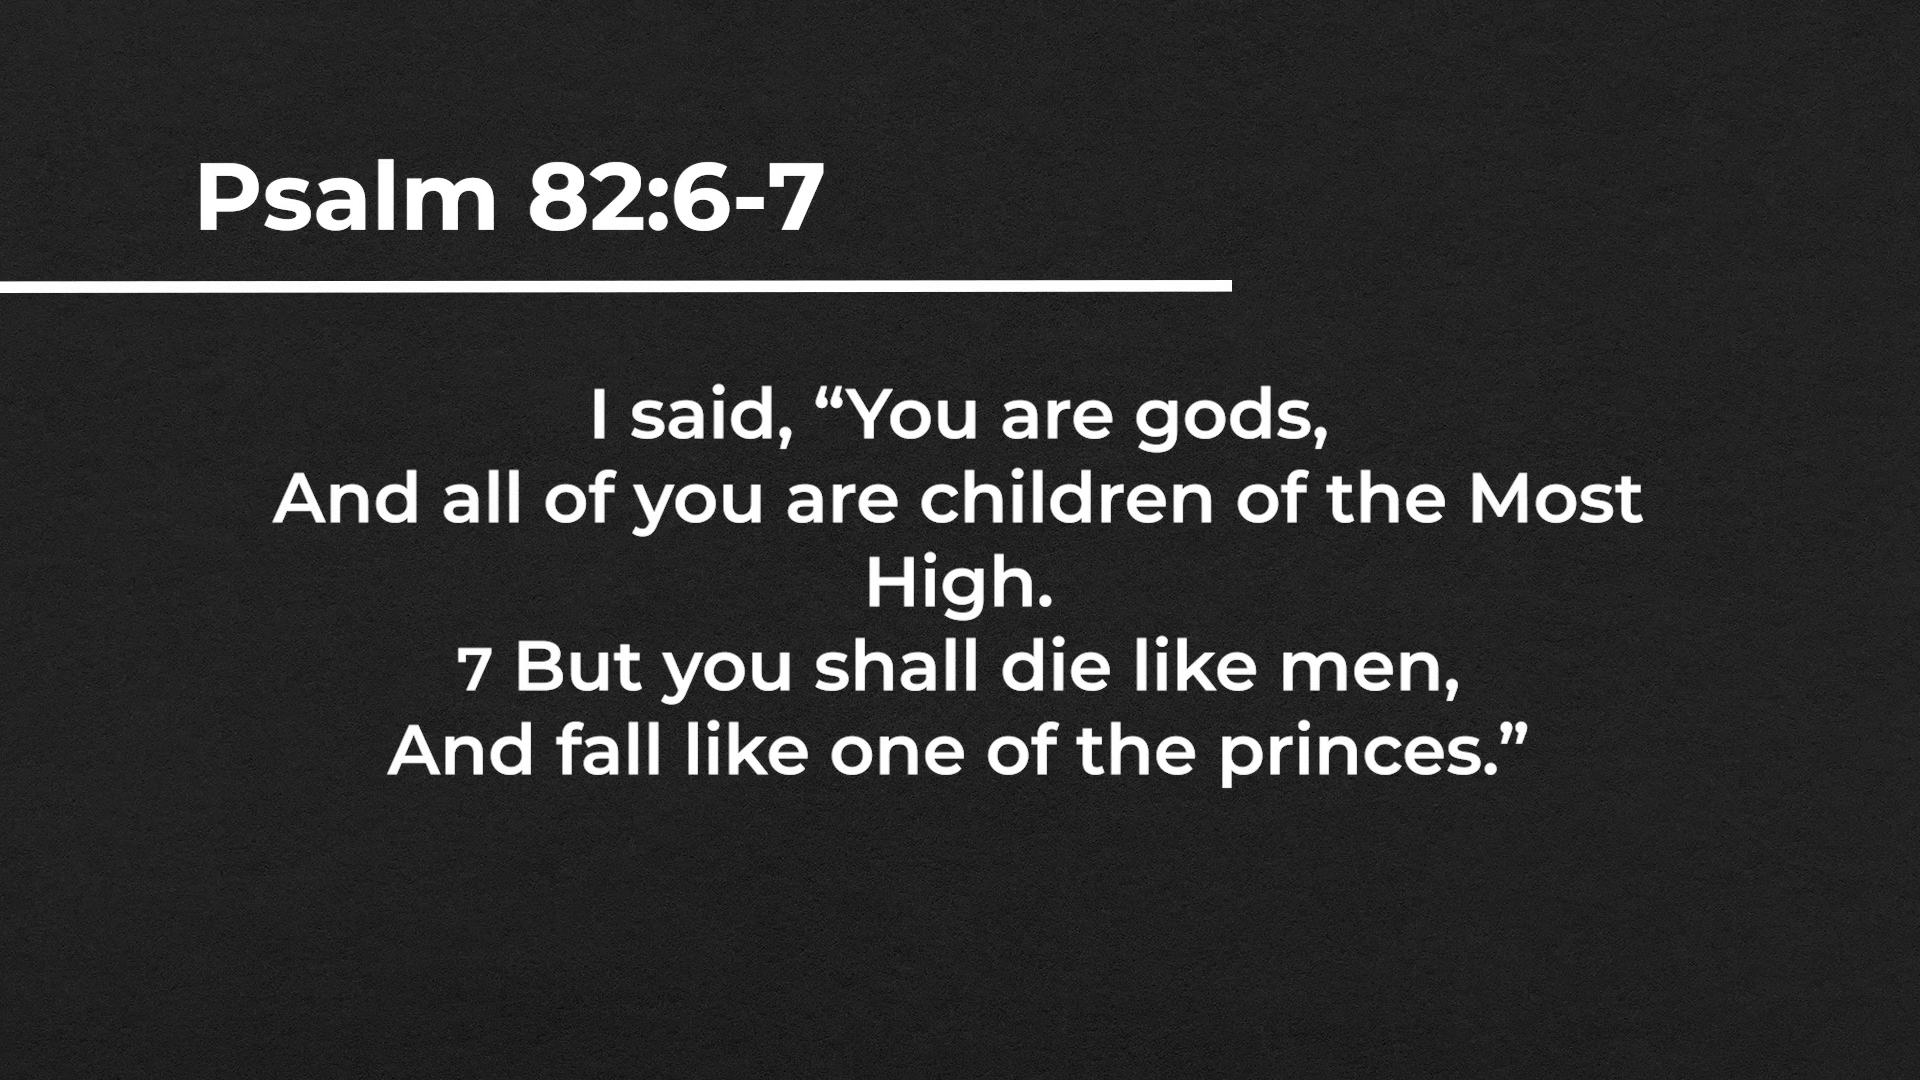 Psalm 82:6-7
I said, “You are gods,
And all of you are children of the Most
High.
7 But you shall die like men,
And fall like one of the princes.”